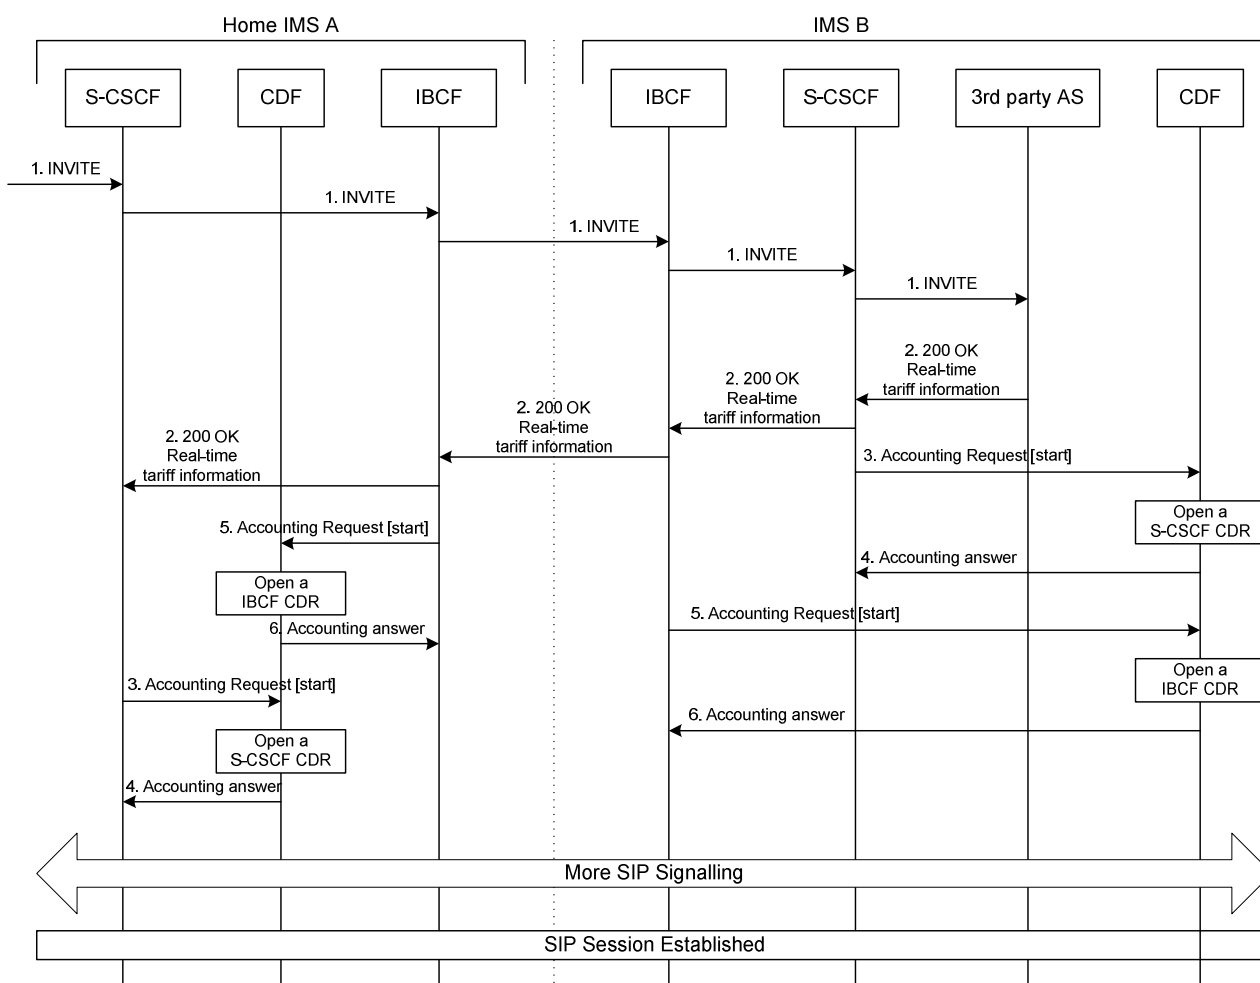 Home IMS A
IMS B
S-CSCF
CDF
IBCF
IBCF
S-CSCF
3rd party AS
CDF
1. INVITE
1. INVITE
1. INVITE
1. INVITE
1. INVITE
2. 200 OK
Real-time
tariff information
2. 200 OK
Real-time
tariff information
2. 200 OK
Real-time
tariff information
2. 200 OK
Real-time
tariff information
3. Accounting Request [start]
Open a
S-CSCF CDR
5. Accounting Request [start]
4. Accounting answer
Open a
IBCF CDR
5. Accounting Request [start]
6. Accounting answer
Open a
IBCF CDR
3. Accounting Request [start]
6. Accounting answer
Open a
S-CSCF CDR
4. Accounting answer
More SIP Signalling
SIP Session Established